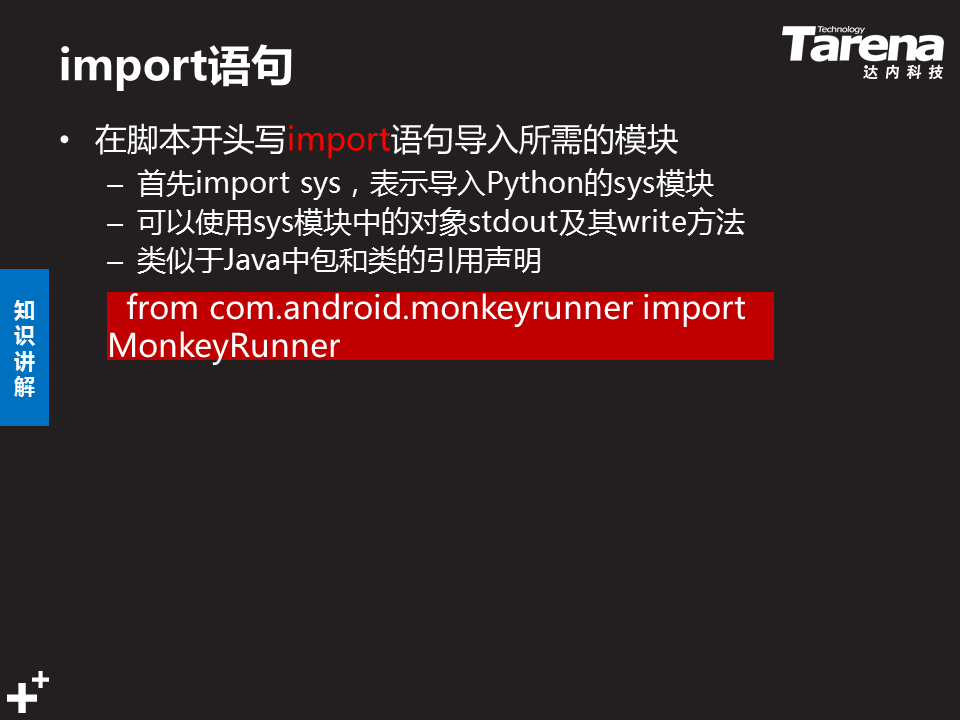 Technology
Tarena
达内科技
import语句
• 在脚本开头写import语句导入所需的模块
– 首先import sys，表示导入Python的sys模块
– 可以使用sys模块中的对象stdout及其write方法
– 类似于Java中包和类的引用声明
from com.android.monkeyrunner import
MonkeyRunner
知
识
讲
解